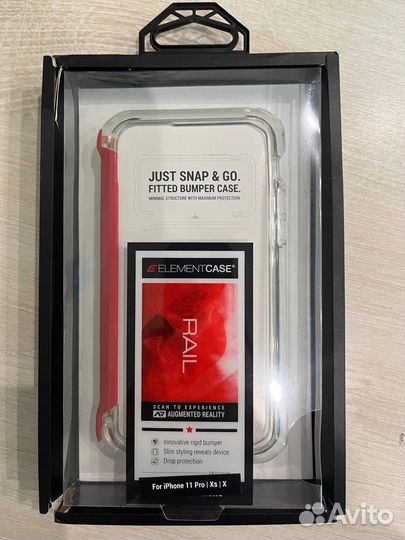 JUST SNAP & GO.
FITTED BUMPER CASE.
MINIMAL STRUCTURE WITH MAXIMUM PROTECTION.
ELEMENTCASE®
RAIL
SCAN TO EXPERIENCE
AR AUGMENTED REALITY
Innovative rigid bumper
Slim styling reveals device
Drop protection
For iPhone 11 Pro | Xs | X
Avito